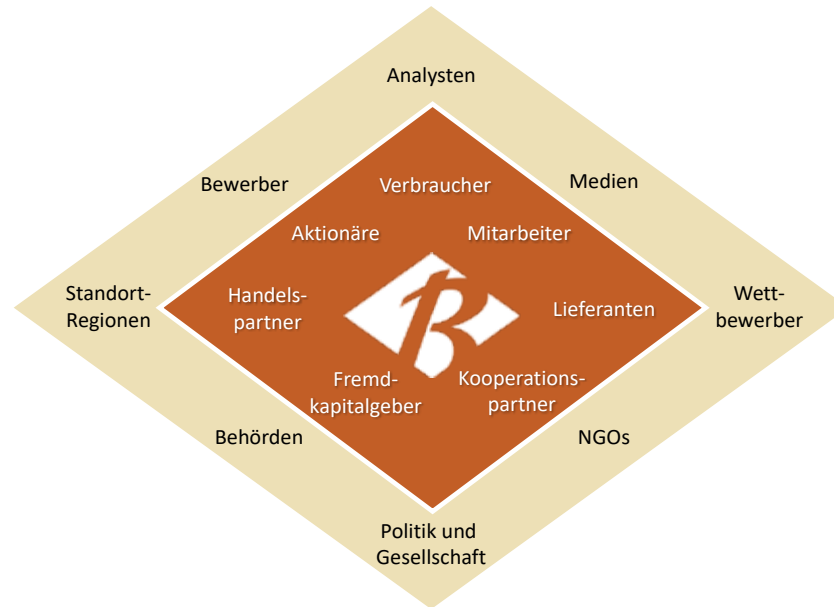 Analysten
Bewerber
Medien
Verbraucher
Aktionäre
Mitarbeiter
Standort-
Regionen
Handels-
partner
Lieferanten
Wett-
bewerber
Fremd-
kapitalgeber
Kooperations-
partner
Behörden
NGOs
Politik und
Gesellschaft